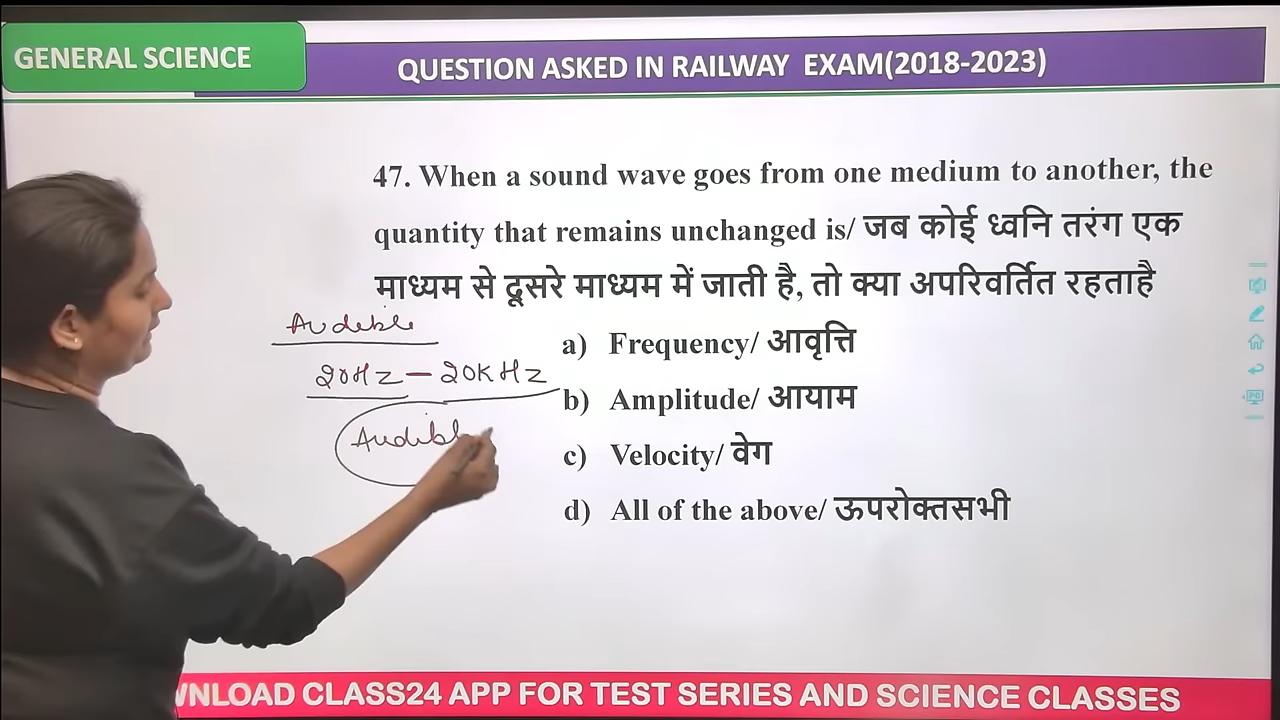 GENERAL SCIENCE
QUESTION ASKED IN RAILWAY EXAM(2018-2023)
47. When a sound wave goes from one medium to another, the
quantity that remains unchanged is/ जब कोई ध्वनि तरंग एक
माध्यम से दूसरे माध्यम में जाती है, तो क्या अपरिवर्तित रहताहै
Audible
20Hz - 20KHz
Audibl
a) Frequency/ आवृत्ति
b) Amplitude/ आयाम
c) Velocity/ वेग
d) All of the above/ ऊपरोक्तसभी
WNLOAD CLASS24 APP FOR TEST SERIES AND SCIENCE CLASSES